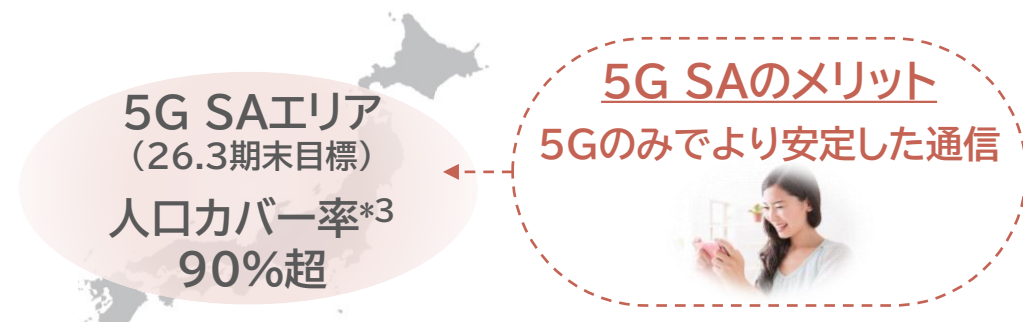 5G SAエリア
（26.3期末目標）
人口カバー率*3
90%超
5G SAのメリット
5Gのみでより安定した通信